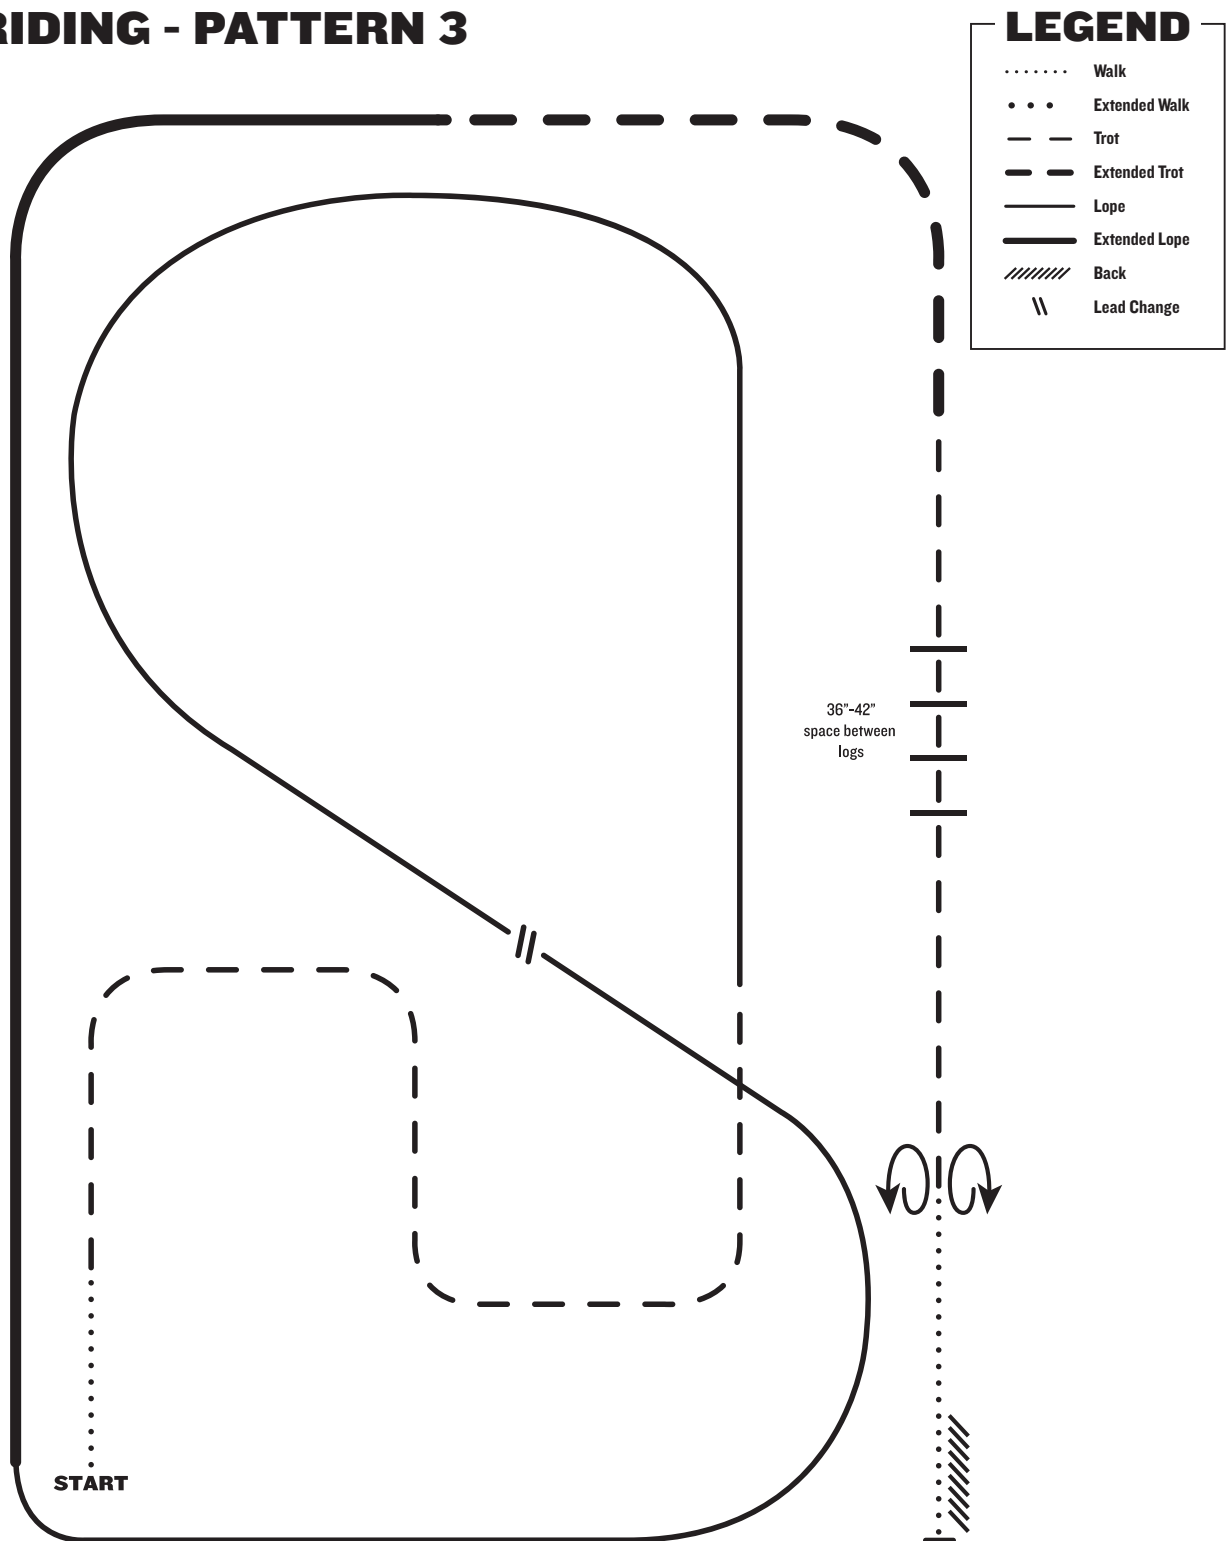 RIDING - PATTERN 3
LEGEND
Walk
Extended Walk
Trot
Extended Trot
Lope
Extended Lope
Back
Lead Change
36”-42”
space between
logs
START